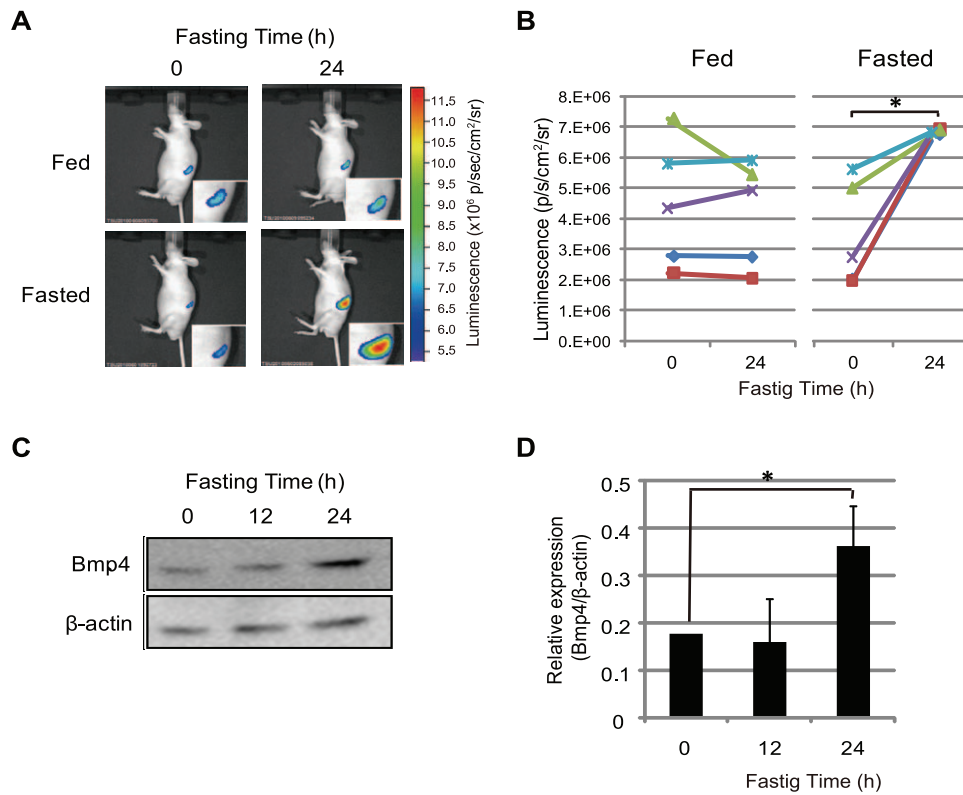 A
Fasting Time (h)
0 24
Fed
Fasted
11.5
11.0
10.5
10.0
9.5
9.0
8.5
8.0
7.5
7.0
6.5
6.0
5.5
Luminescence (x10⁶ p/sec/cm²/sr)
B
Fed Fasted
*
8.E+06
7.E+06
6.E+06
5.E+06
4.E+06
3.E+06
2.E+06
1.E+06
0.E+00
Luminescence (p/s/cm²/sr)
0 24 0 24
Fastig Time (h)
C
Fasting Time (h)
0 12 24
Bmp4
β-actin
D
*
0.5
0.4
0.3
0.2
0.1
0
Relative expression
(Bmp4/β-actin)
0 12 24
Fastig Time (h)